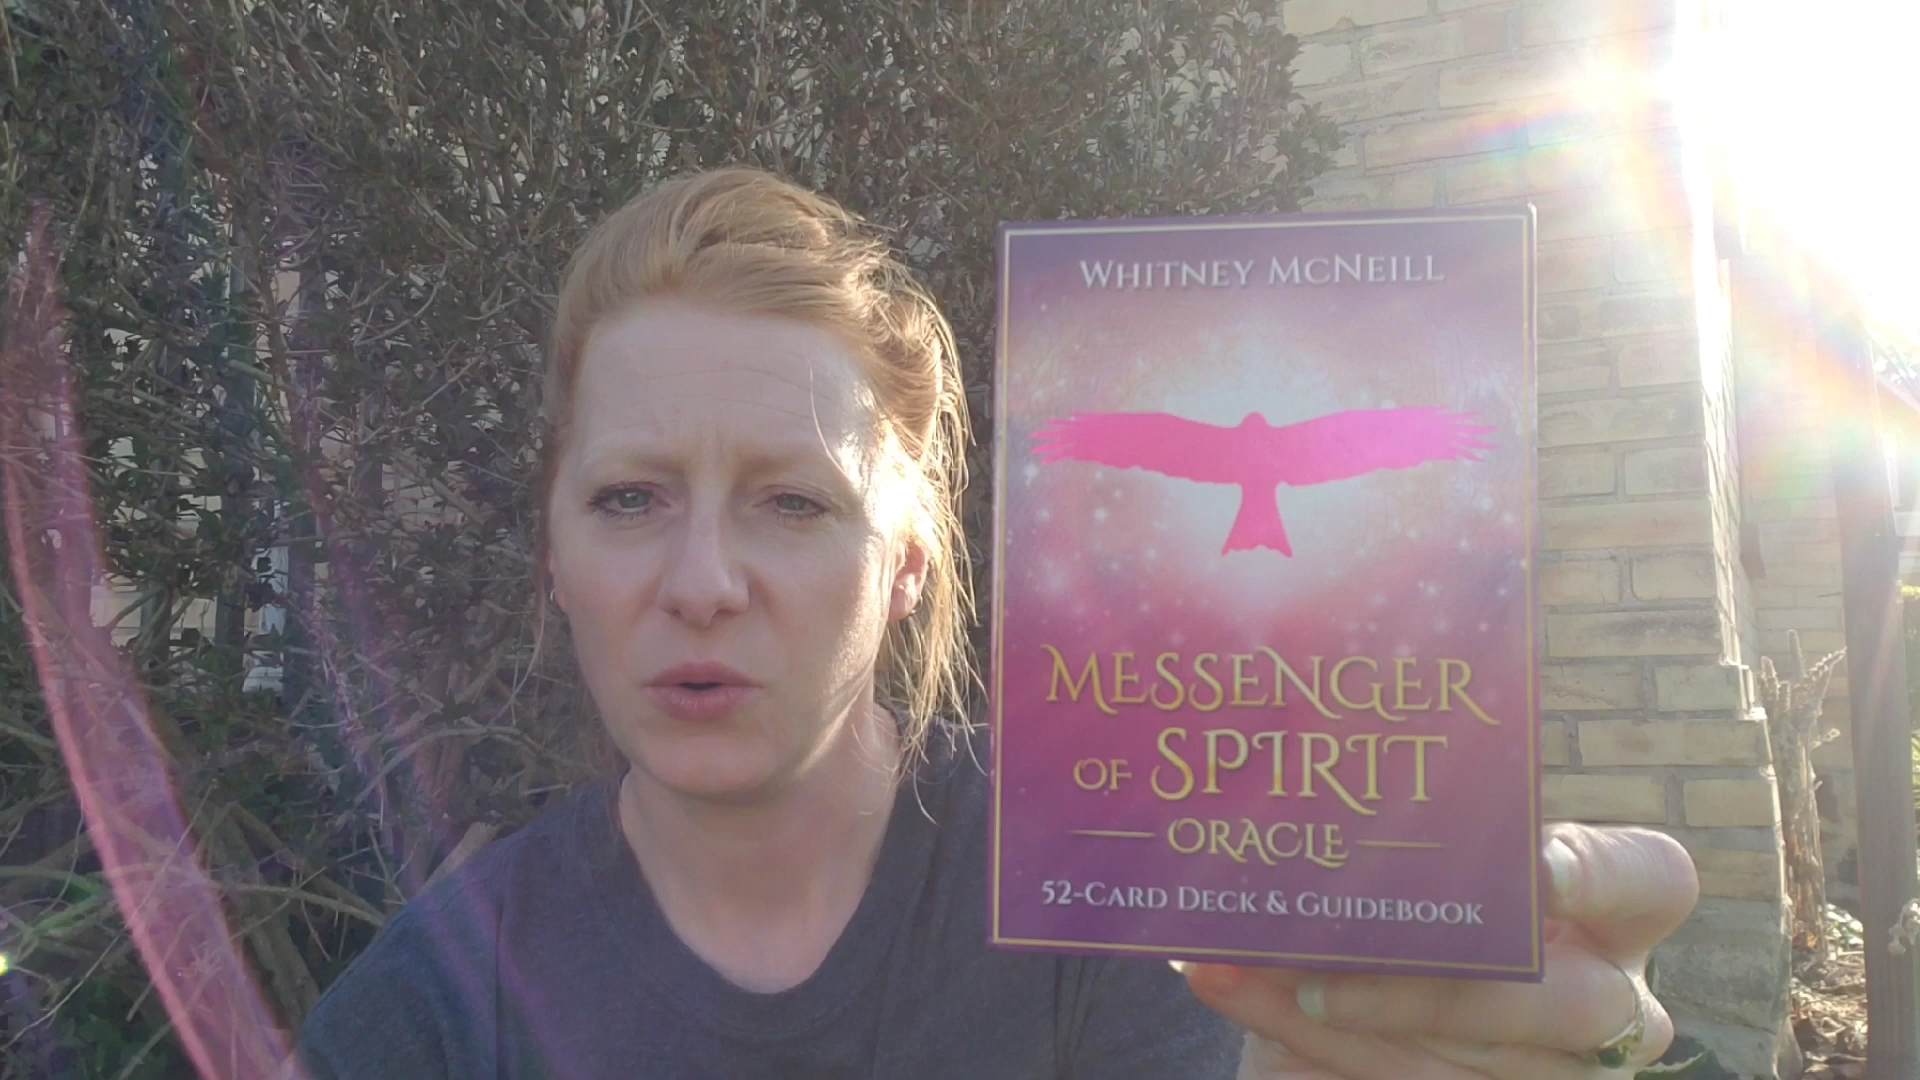 WHITNEY MCNEILL
MESSENGER
OF SPIRIT
ORACLE
52-CARD DECK & GUIDEBOOK